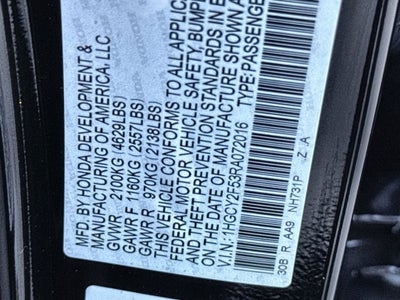 MFD. BY HONDA DEVELOPMENT &
MANUFACTURING OF AMERICA, LLC
GVWR 2100KG( 4629LBS)
GAWR F 1160KG( 2557LBS)
GAWR R 970KG( 2138LBS)
THIS VEHICLE CONFORMS TO ALL APPLIC
FEDERAL MOTOR VEHICLE SAFETY, BUMP
AND THEFT PREVENTION STANDARDS IN E
ON THE DATE OF MANUFACTURE SHOWN A
V.I.N.: 1HGCY2F53RA072016
TYPE: PASSENGE
30B R AA9 NH731P Z A